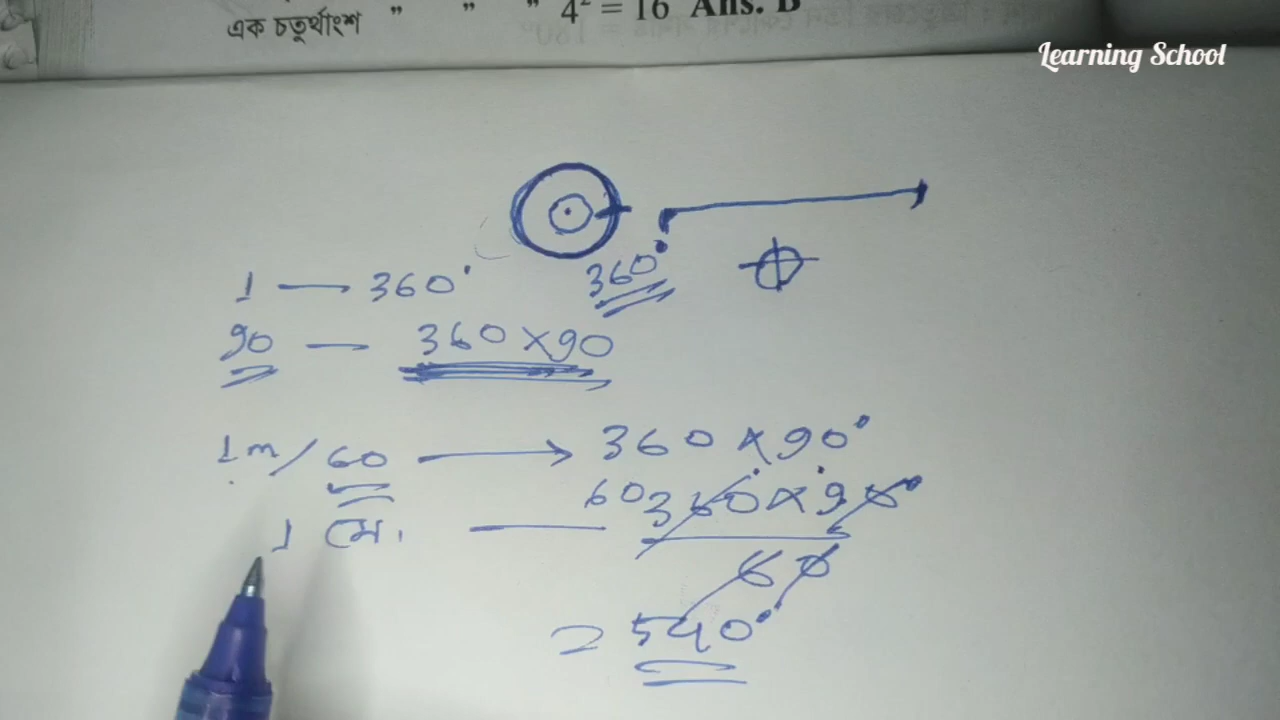 এক চতুর্থাংশ " " " 4² = 16 Ans. B
Learning School
360°
1 — 360°
90 — 360 × 90
1m/60 → 360 × 90°
1 সে. — 360° × 90°
60
60
= 540°